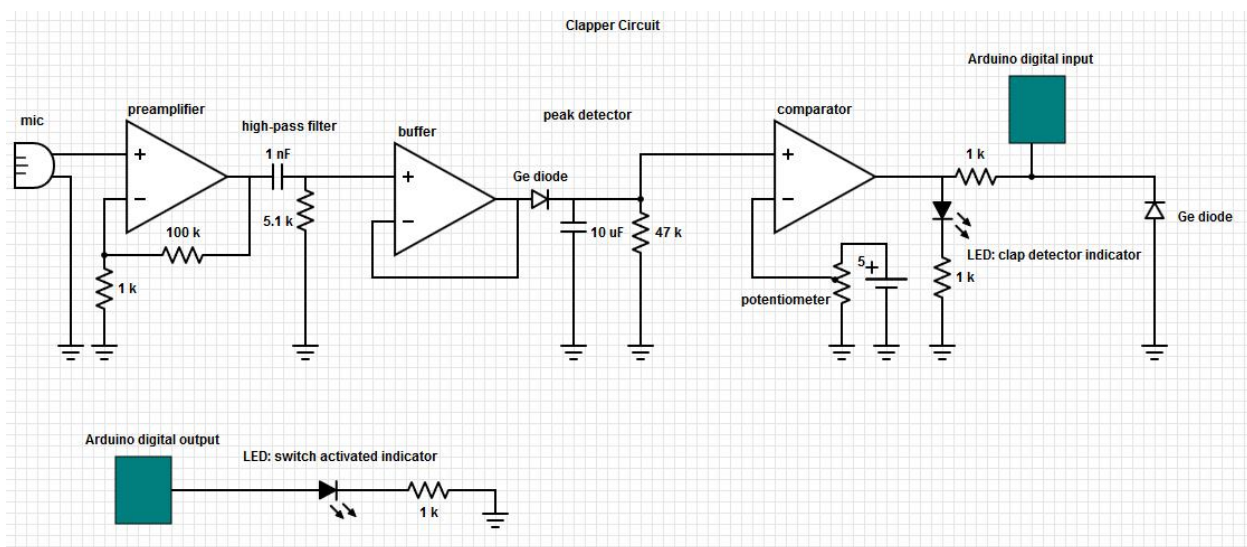 Clapper Circuit
Arduino digital input
mic
preamplifier
high-pass filter
1 nF
buffer
peak detector
comparator
1 k
+
−
+
−
+
−
Ge diode
5.1 k
100 k
1 k
10 uF
47 k
Ge diode
5
+
LED: clap detector indicator
1 k
potentiometer
Arduino digital output
LED: switch activated indicator
1 k